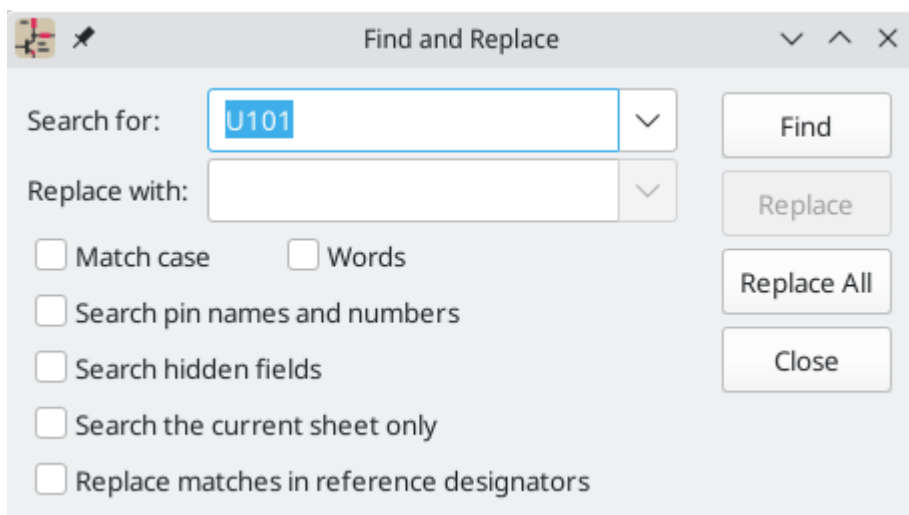 Find and Replace
Search for: U101 Find
Replace with: Replace
Match case Words
Replace All
Search pin names and numbers
Search hidden fields Close
Search the current sheet only
Replace matches in reference designators